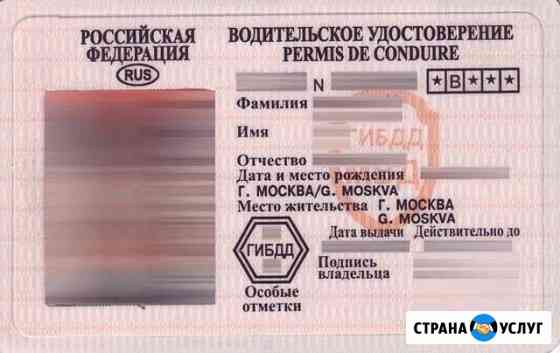 РОССИЙСКАЯ
ФЕДЕРАЦИЯ
RUS
ВОДИТЕЛЬСКОЕ УДОСТОВЕРЕНИЕ
PERMIS DE CONDUIRE
N
★ B ★ ★ ★
Фамилия
Имя
ГИБДД
Отчество
Дата и место рождения
Г. МОСКВА/G. MOSKVA
Место жительства Г. МОСКВА
G. MOSKVA
Дата выдачи Действительно до
ГИБДД
Подпись
владельца
Особые
отметки
СТРАНА УСЛУГ